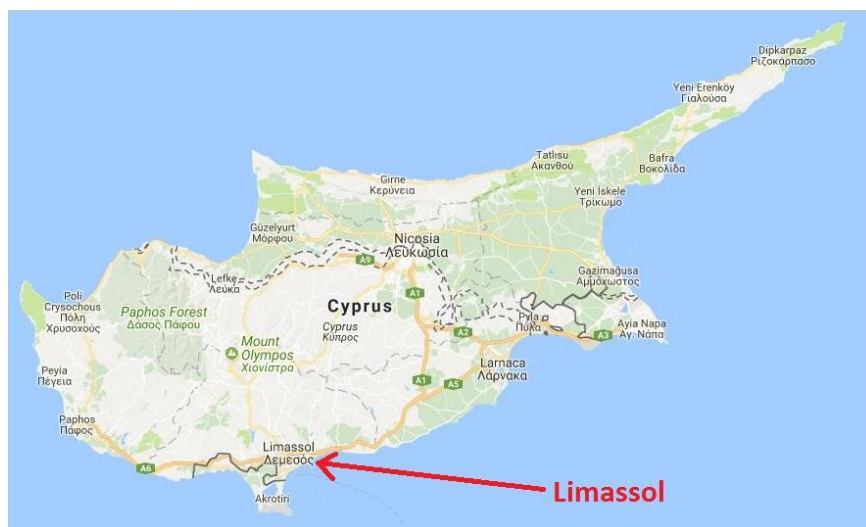 Dipkarpaz
Ριζοκάρπασο
Yeni Erenköy
Γιαλούσα
Tatlısu
Ακανθού
Bafra
Βοκολίδα
Girne
Κερύνεια
Yeni İskele
Τρίκωμο
Güzelyurt
Μόρφου
Nicosia
Λευκωσία
A9
Lefke
Λεύκα
Gazimağusa
Αμμόχωστος
Poli
Crysochous
Πόλη
Χρυσοχούς
Paphos Forest
Δάσος Πάφου
Cyprus
Cyprus
Κύπρος
A1
A2
Pyla
Πύλα
A3
Ayia Napa
Αγ. Νάπα
Mount
Olympos
Χιονίστρα
Peyia
Πέγεια
Larnaca
Λάρνακα
A1
A5
Paphos
Πάφος
A6
Limassol
Λεμεσός
Akrotiri
Limassol